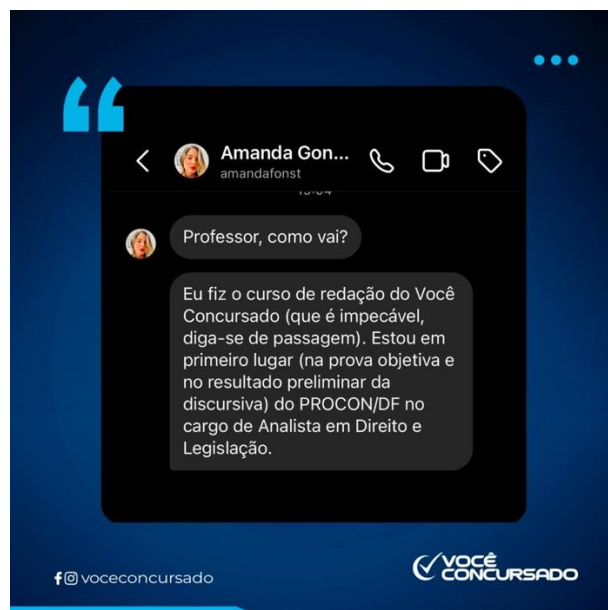 Amanda Gon...
amandafonst
Professor, como vai?
Eu fiz o curso de redação do Você
Concursado (que é impecável,
diga-se de passagem). Estou em
primeiro lugar (na prova objetiva e
no resultado preliminar da
discursiva) do PROCON/DF no
cargo de Analista em Direito e
Legislação.
voceconcursado
VOCÊ
CONCURSADO